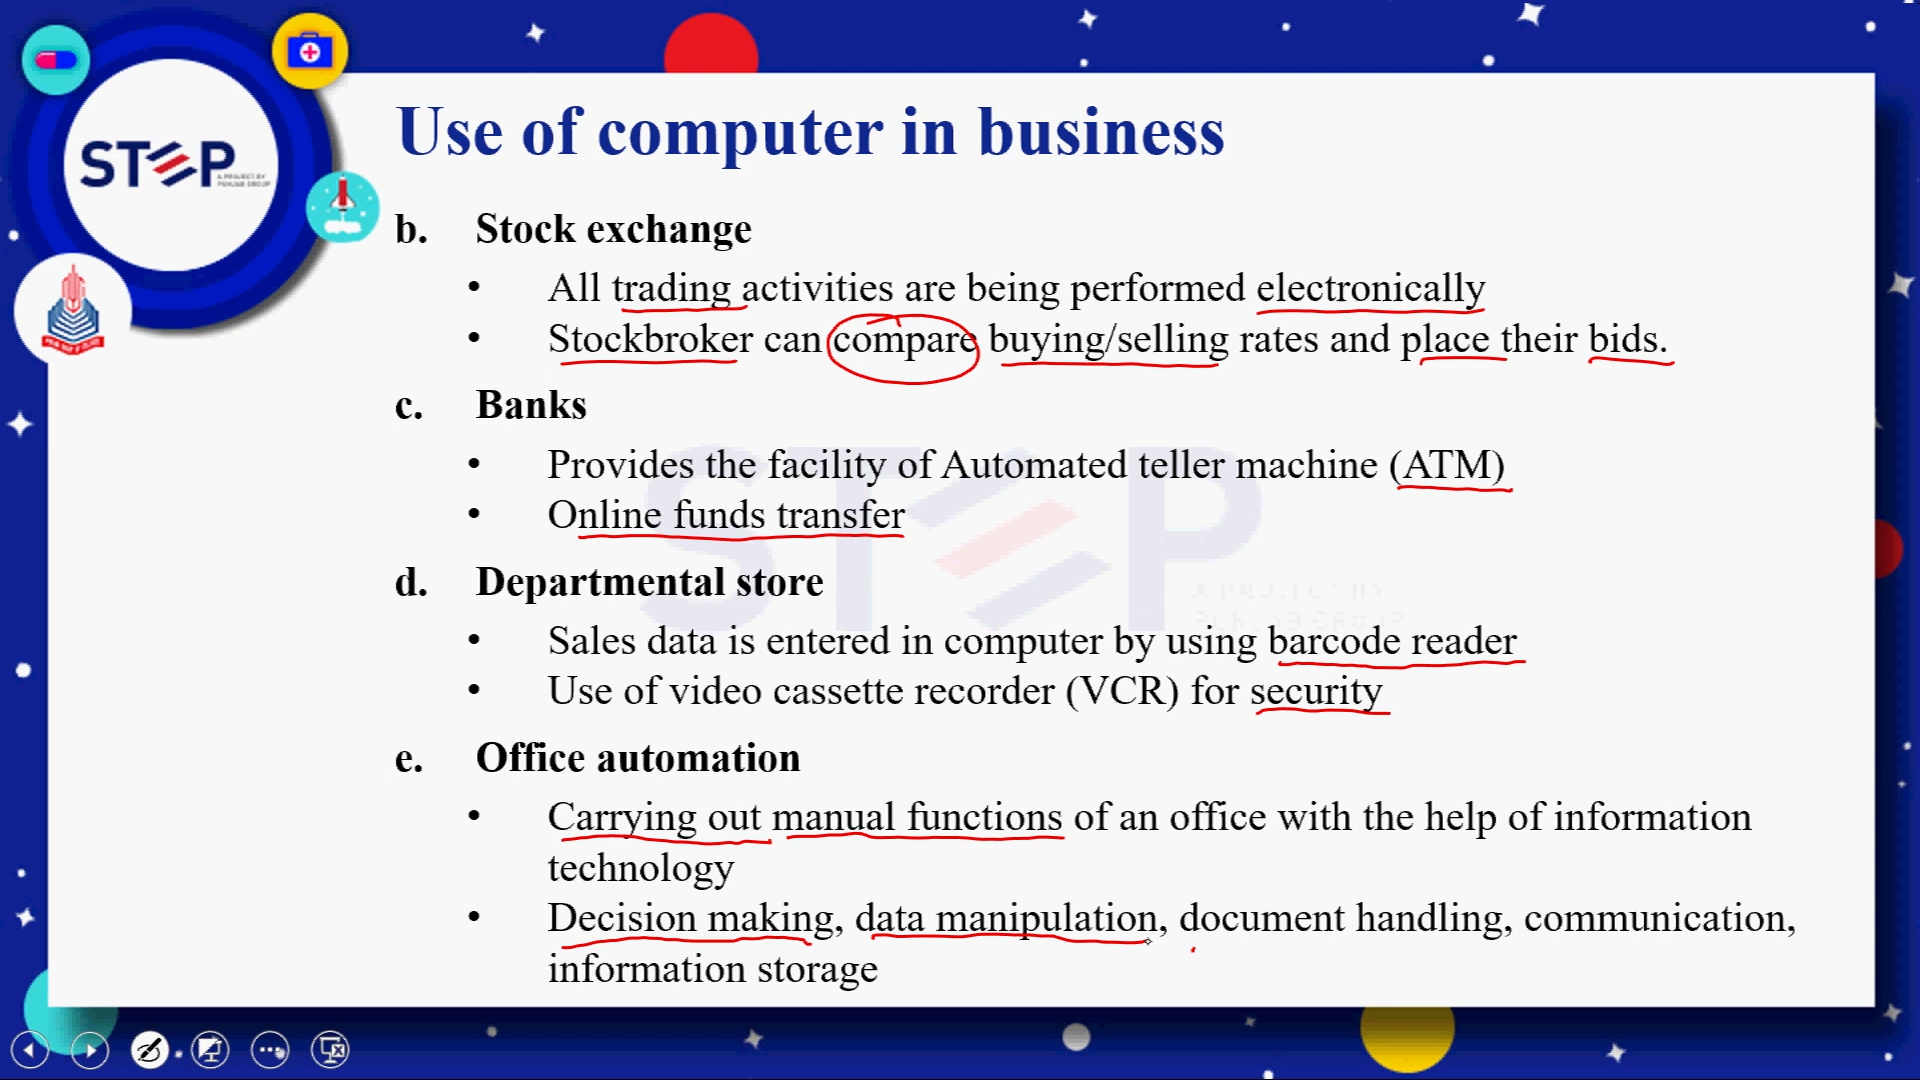 STEP
A PROJECT BY
PUNJAB GROUP
Use of computer in business
b. Stock exchange
• All trading activities are being performed electronically
• Stockbroker can compare buying/selling rates and place their bids.
c. Banks
• Provides the facility of Automated teller machine (ATM)
• Online funds transfer
d. Departmental store
• Sales data is entered in computer by using barcode reader
• Use of video cassette recorder (VCR) for security
e. Office automation
• Carrying out manual functions of an office with the help of information
technology
• Decision making, data manipulation, document handling, communication,
information storage